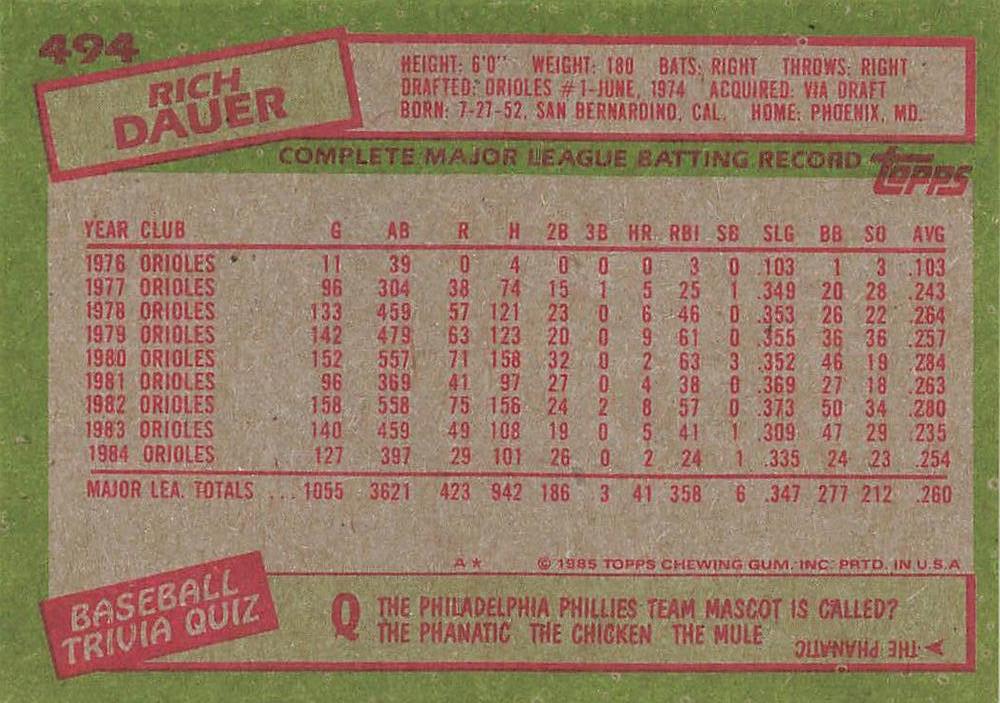 494
RICH
DAUER
HEIGHT: 6'0" WEIGHT: 180 BATS: RIGHT THROWS: RIGHT
DRAFTED: ORIOLES #1-JUNE, 1974 ACQUIRED: VIA DRAFT
BORN: 7-27-52, SAN BERNARDINO, CAL. HOME: PHOENIX, MD.
COMPLETE MAJOR LEAGUE BATTING RECORD
TOPPS
YEAR CLUB G AB R H 2B 3B HR RBI SB SLG BB SO AVG
1976 ORIOLES 11 39 0 4 0 0 0 3 0 .103 1 3 .103
1977 ORIOLES 96 304 38 74 15 1 5 25 1 .349 20 28 .243
1978 ORIOLES 133 459 57 121 23 0 6 46 0 .353 26 22 .264
1979 ORIOLES 142 479 63 123 20 0 9 61 0 .355 36 36 .257
1980 ORIOLES 152 557 71 158 32 0 2 63 3 .352 46 19 .284
1981 ORIOLES 96 369 41 97 27 0 4 38 0 .369 27 18 .263
1982 ORIOLES 158 558 75 156 24 2 8 57 0 .373 50 34 .280
1983 ORIOLES 140 459 49 108 19 0 5 41 1 .309 47 29 .235
1984 ORIOLES 127 397 29 101 26 0 2 24 1 .335 24 23 .254
MAJOR LEA. TOTALS ... 1055 3621 423 942 186 3 41 358 6 .347 277 212 .260
A* © 1985 TOPPS CHEWING GUM, INC. PRTD. IN U.S.A
BASEBALL
TRIVIA QUIZ
Q THE PHILADELPHIA PHILLIES TEAM MASCOT IS CALLED?
THE PHANATIC THE CHICKEN THE MULE
A THE PHANATIC